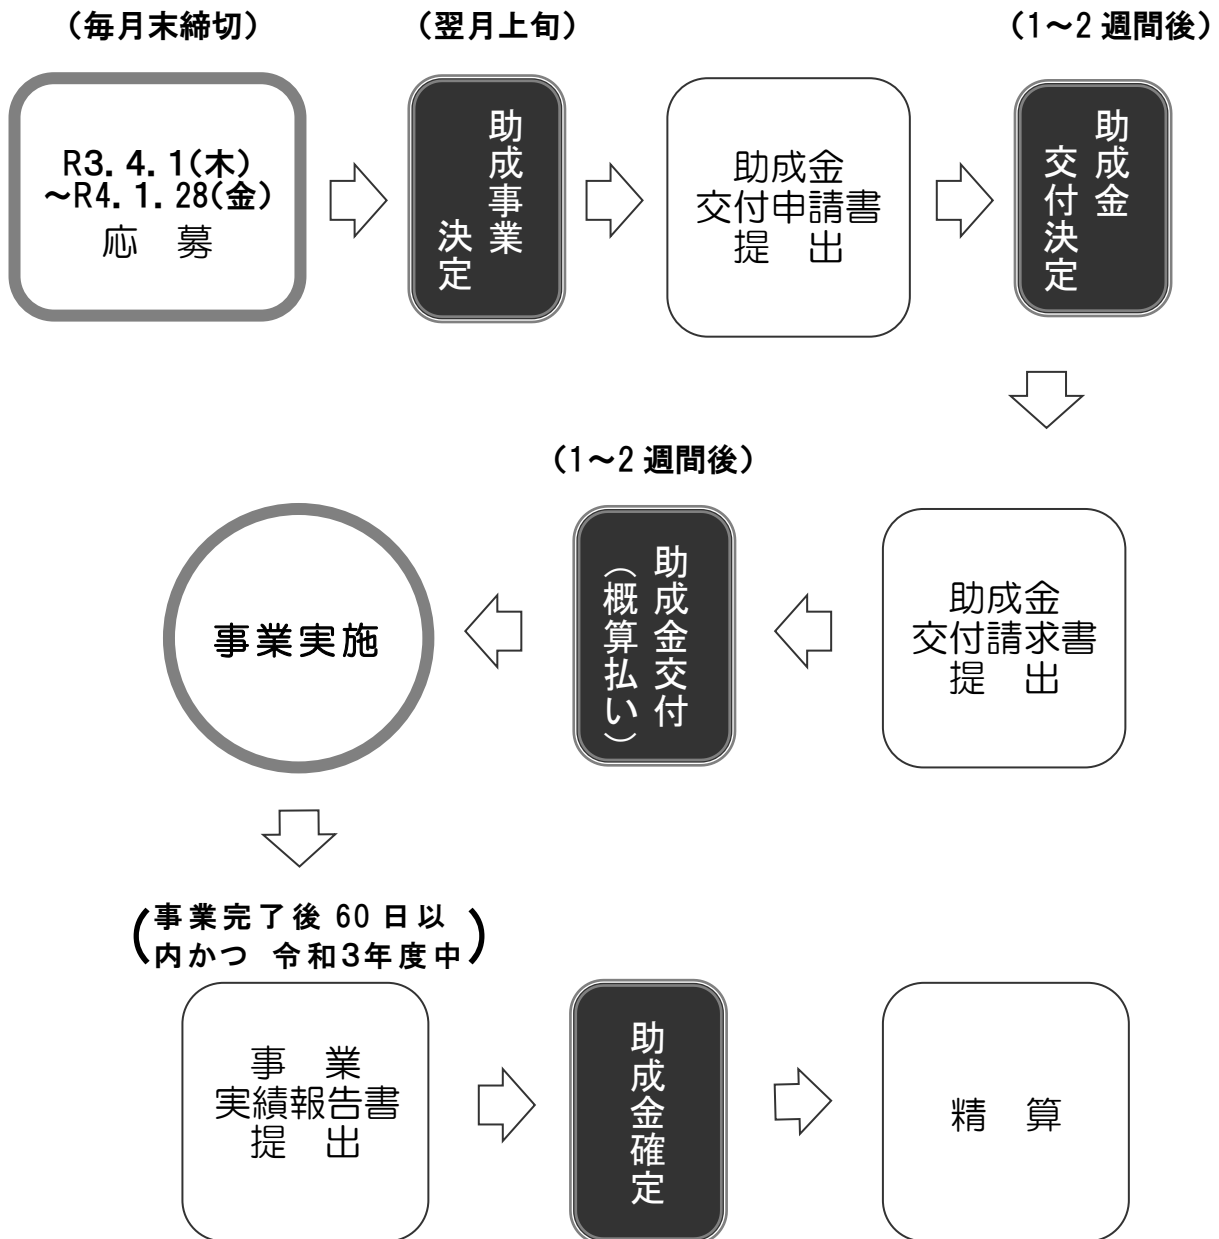 （毎月末締切）
（翌月上旬）
（1～2 週間後）
R3. 4. 1(木)
～R4. 1. 28(金)
応　募
助成事業
決定
助成金
交付申請書
提　出
助成金
交付決定
（1～2 週間後）
助成金
交付請求書
提　出
助成金交付
（概算払い）
事業実施
(事業完了後 60 日以
内かつ 令和3年度中)
事　業
実績報告書
提　出
助成金確定
精　算